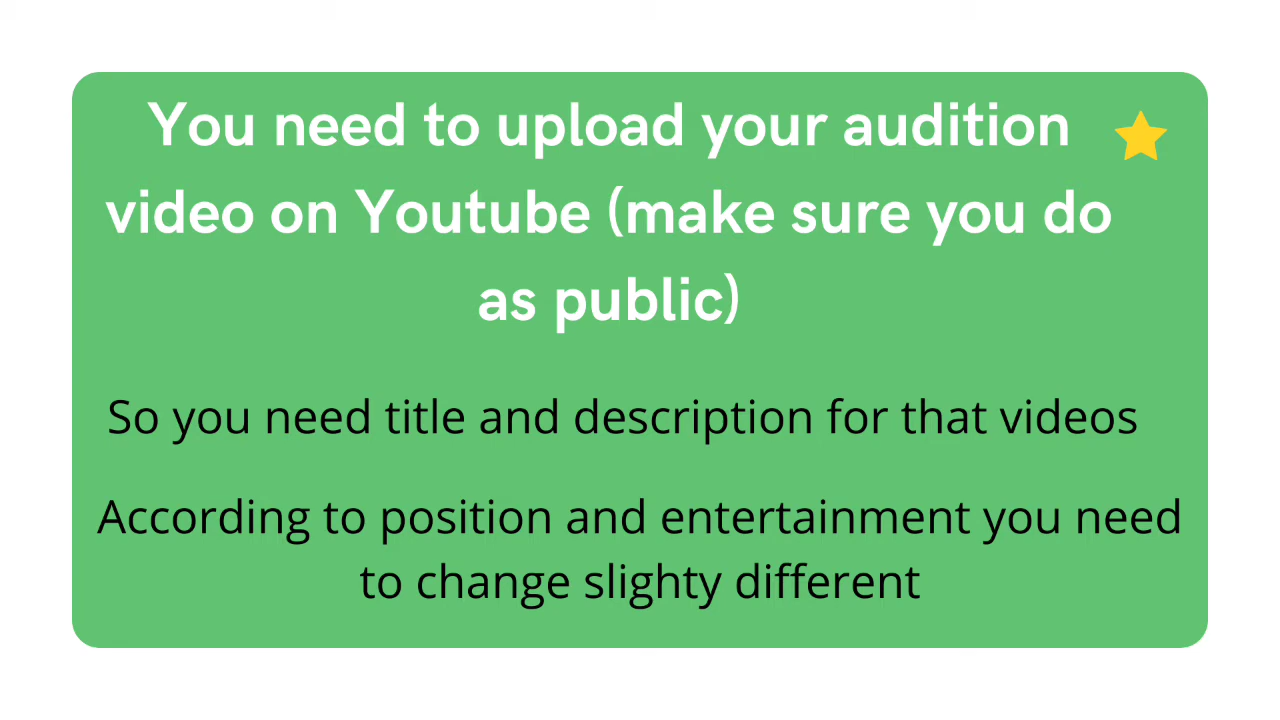 You need to upload your audition
video on Youtube (make sure you do
as public)
So you need title and description for that videos
According to position and entertainment you need
to change slighty different